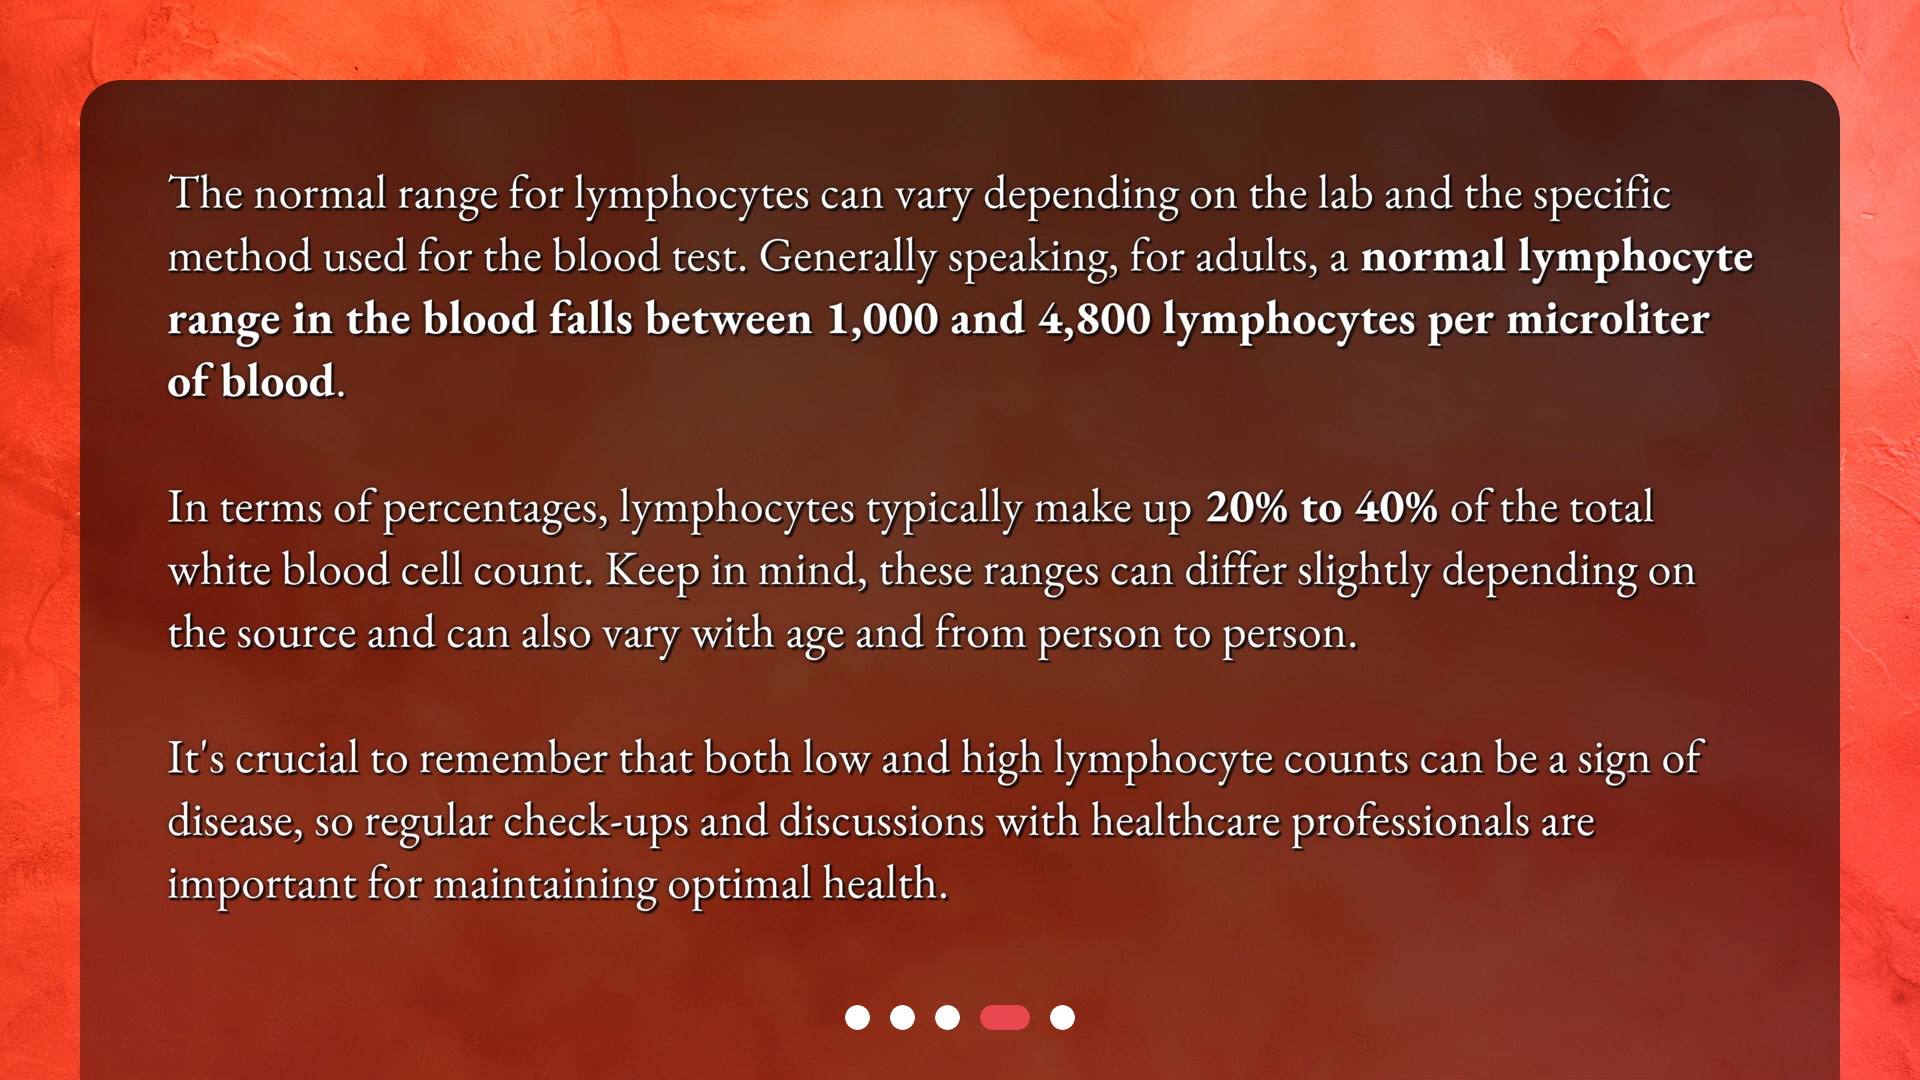 The normal range for lymphocytes can vary depending on the lab and the specific
method used for the blood test. Generally speaking, for adults, a normal lymphocyte
range in the blood falls between 1,000 and 4,800 lymphocytes per microliter
of blood.
In terms of percentages, lymphocytes typically make up 20% to 40% of the total
white blood cell count. Keep in mind, these ranges can differ slightly depending on
the source and can also vary with age and from person to person.
It's crucial to remember that both low and high lymphocyte counts can be a sign of
disease, so regular check-ups and discussions with healthcare professionals are
important for maintaining optimal health.